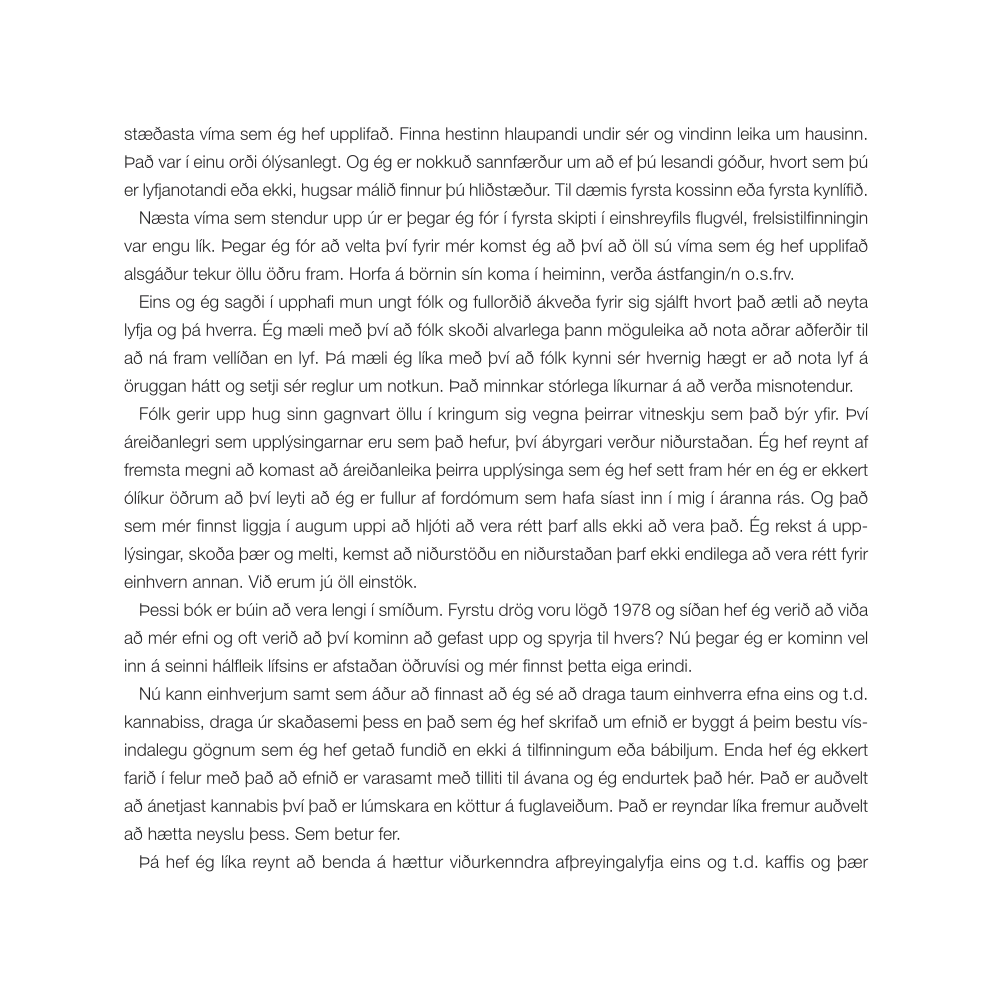 stæðasta víma sem ég hef upplifað. Finna hestinn hlaupandi undir sér og vindinn leika um hausinn.
Það var í einu orði ólýsanlegt. Og ég er nokkuð sannfærður um að ef þú lesandi góður, hvort sem þú
er lyfjanotandi eða ekki, hugsar málið finnur þú hliðstæður. Til dæmis fyrsta kossinn eða fyrsta kynlífið.
Næsta víma sem stendur upp úr er þegar ég fór í fyrsta skipti í einshreyfils flugvél, frelsistilfinningin
var engu lík. Þegar ég fór að velta því fyrir mér komst ég að því að öll sú víma sem ég hef upplifað
alsgáður tekur öllu öðru fram. Horfa á börnin sín koma í heiminn, verða ástfangin/n o.s.frv.
Eins og ég sagði í upphafi mun ungt fólk og fullorðið ákveða fyrir sig sjálft hvort það ætli að neyta
lyfja og þá hverra. Ég mæli með því að fólk skoði alvarlega þann möguleika að nota aðrar aðferðir til
að ná fram vellíðan en lyf. Þá mæli ég líka með því að fólk kynni sér hvernig hægt er að nota lyf á
öruggan hátt og setji sér reglur um notkun. Það minnkar stórlega líkurnar á að verða misnotendur.
Fólk gerir upp hug sinn gagnvart öllu í kringum sig vegna þeirrar vitneskju sem það býr yfir. Því
áreiðanlegri sem upplýsingarnar eru sem það hefur, því ábyrgari verður niðurstaðan. Ég hef reynt af
fremsta megni að komast að áreiðanleika þeirra upplýsinga sem ég hef sett fram hér en ég er ekkert
ólíkur öðrum að því leyti að ég er fullur af fordómum sem hafa síast inn í mig í áranna rás. Og það
sem mér finnst liggja í augum uppi að hljóti að vera rétt þarf alls ekki að vera það. Ég rekst á upp-
lýsingar, skoða þær og melti, kemst að niðurstöðu en niðurstaðan þarf ekki endilega að vera rétt fyrir
einhvern annan. Við erum jú öll einstök.
Þessi bók er búin að vera lengi í smíðum. Fyrstu drög voru lögð 1978 og síðan hef ég verið að viða
að mér efni og oft verið að því kominn að gefast upp og spyrja til hvers? Nú þegar ég er kominn vel
inn á seinni hálfleik lífsins er afstaðan öðruvísi og mér finnst þetta eiga erindi.
Nú kann einhverjum samt sem áður að finnast að ég sé að draga taum einhverra efna eins og t.d.
kannabiss, draga úr skaðasemi þess en það sem ég hef skrifað um efnið er byggt á þeim bestu vís-
indalegu gögnum sem ég hef getað fundið en ekki á tilfinningum eða bábiljum. Enda hef ég ekkert
farið í felur með það að efnið er varasamt með tilliti til ávana og ég endurtek það hér. Það er auðvelt
að ánetjast kannabis því það er lúmskara en köttur á fuglaveiðum. Það er reyndar líka fremur auðvelt
að hætta neyslu þess. Sem betur fer.
Þá hef ég líka reynt að benda á hættur viðurkenndra afþreyingalyfja eins og t.d. kaffis og þær